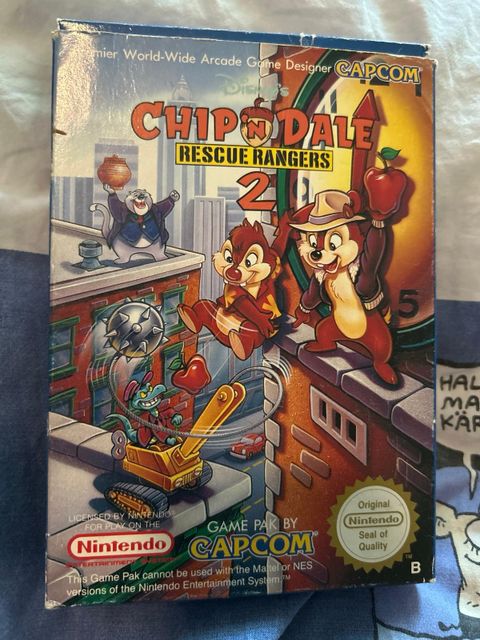 World-Wide Arcade Game Designer CAPCOM
Disney's
CHIP 'N DALE
RESCUE RANGERS
2
5
HAL
MA
KÄR
LICENSED BY NINTENDO
FOR PLAY ON THE
Nintendo
ENTERTAINMENT
GAME PAK BY
CAPCOM
This Game Pak cannot be used with the Mattel or NES
versions of the Nintendo Entertainment System.™
Original
Nintendo
Seal of
Quality
TM
B